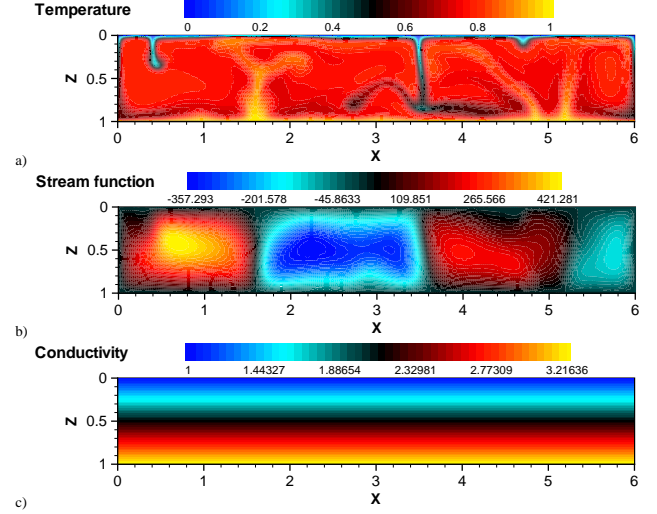 Temperature
0 0.2 0.4 0.6 0.8 1
0
Z 0.5
1
0 1 2 3 4 5 6
X
a)
Stream function
-357.293 -201.578 -45.8633 109.851 265.566 421.281
0
Z 0.5
1
0 1 2 3 4 5 6
X
b)
Conductivity
1 1.44327 1.88654 2.32981 2.77309 3.21636
0
Z 0.5
1
0 1 2 3 4 5 6
X
c)